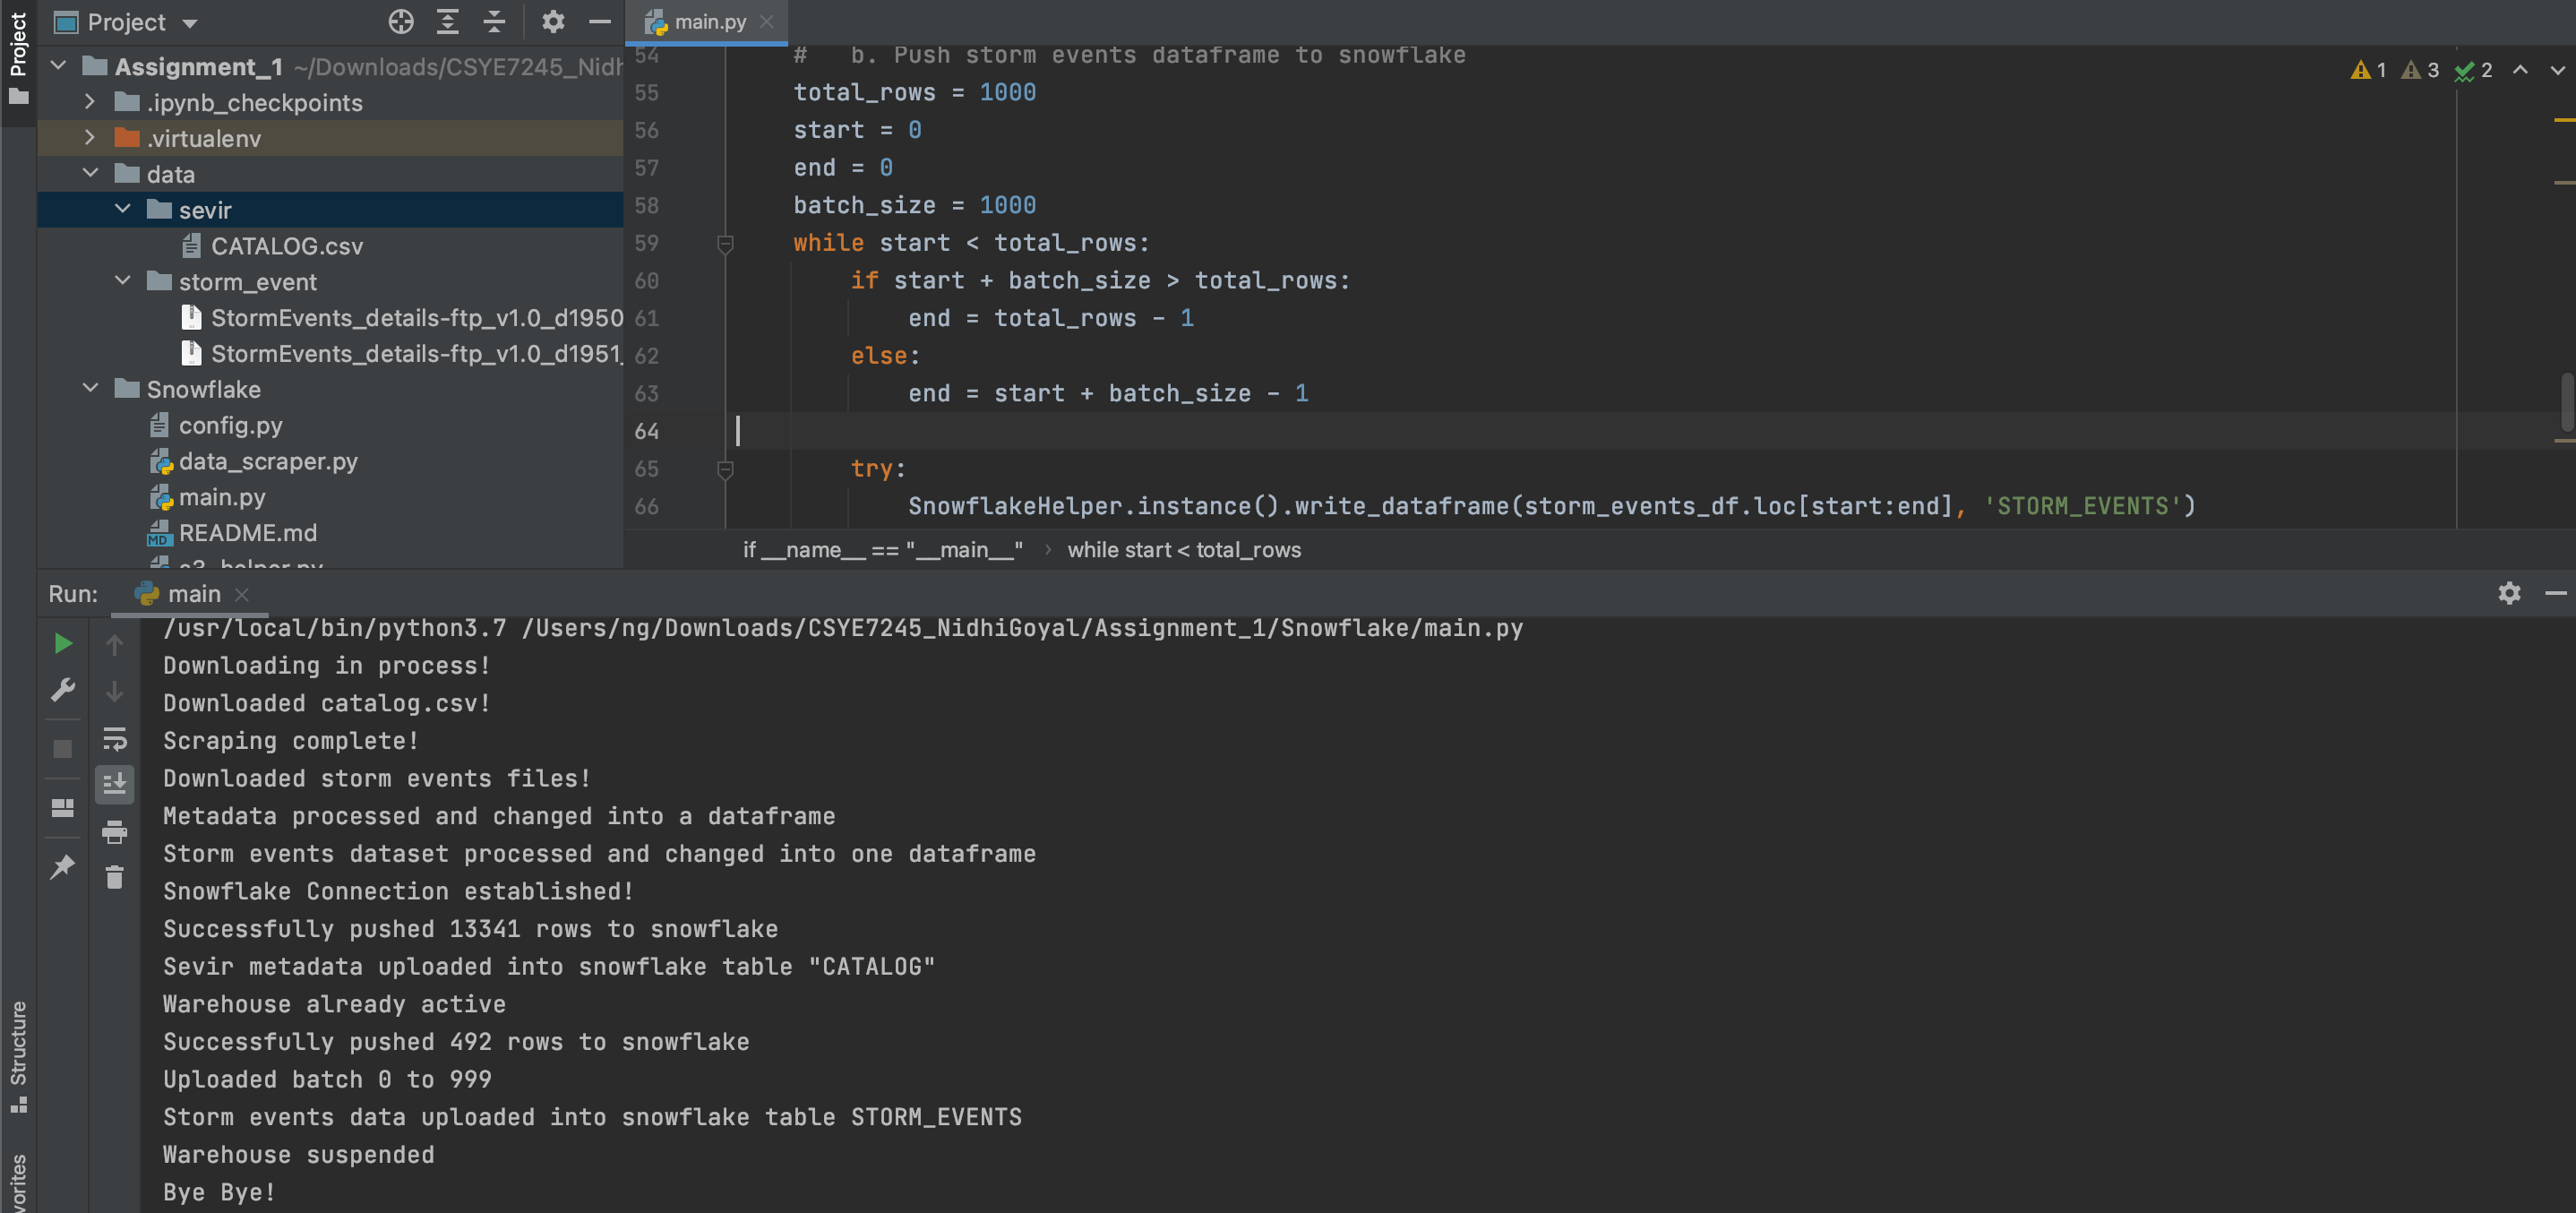 Project
Project
main.py
Assignment_1 ~/Downloads/CSYE7245_Nidh
.ipynb_checkpoints
.virtualenv
data
sevir
CATALOG.csv
storm_event
StormEvents_details-ftp_v1.0_d1950
StormEvents_details-ftp_v1.0_d1951_
Snowflake
config.py
data_scraper.py
main.py
README.md
s3_helper.py
1 3 2
54 # b. Push storm events dataframe to snowflake
55 total_rows = 1000
56 start = 0
57 end = 0
58 batch_size = 1000
59 while start < total_rows:
60 if start + batch_size > total_rows:
61 end = total_rows - 1
62 else:
63 end = start + batch_size - 1
64
65 try:
66 SnowflakeHelper.instance().write_dataframe(storm_events_df.loc[start:end], 'STORM_EVENTS')
if __name__ == "__main__" › while start < total_rows
Run: main
/usr/local/bin/python3.7 /Users/ng/Downloads/CSYE7245_NidhiGoyal/Assignment_1/Snowflake/main.py
Downloading in process!
Downloaded catalog.csv!
Scraping complete!
Downloaded storm events files!
Metadata processed and changed into a dataframe
Storm events dataset processed and changed into one dataframe
Snowflake Connection established!
Successfully pushed 13341 rows to snowflake
Sevir metadata uploaded into snowflake table "CATALOG"
Warehouse already active
Successfully pushed 492 rows to snowflake
Uploaded batch 0 to 999
Storm events data uploaded into snowflake table STORM_EVENTS
Warehouse suspended
Bye Bye!
Structure
vorites